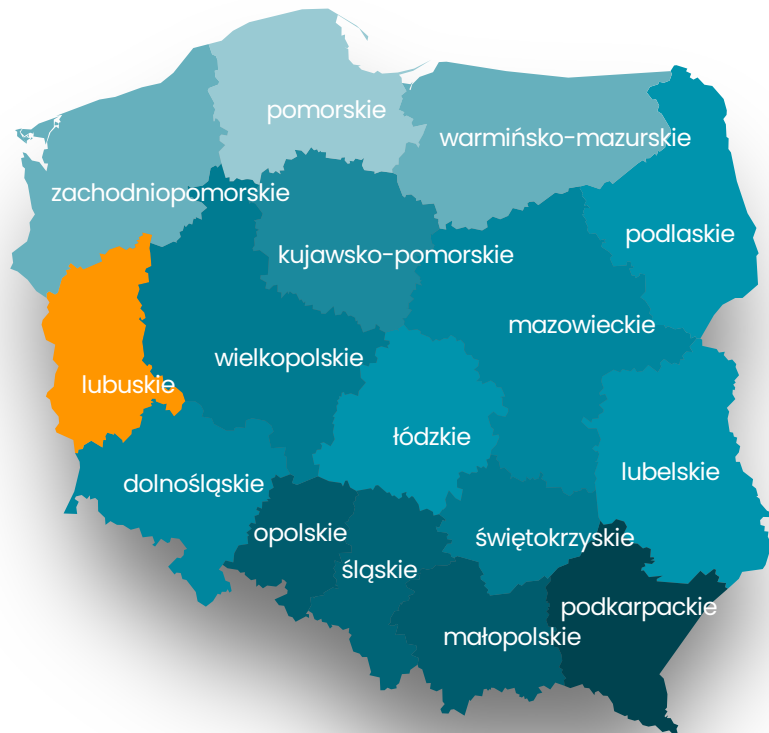 pomorskie
warmińsko-mazurskie
zachodniopomorskie
podlaskie
kujawsko-pomorskie
mazowieckie
wielkopolskie
lubuskie
łódzkie
lubelskie
dolnośląskie
opolskie
świętokrzyskie
śląskie
podkarpackie
małopolskie